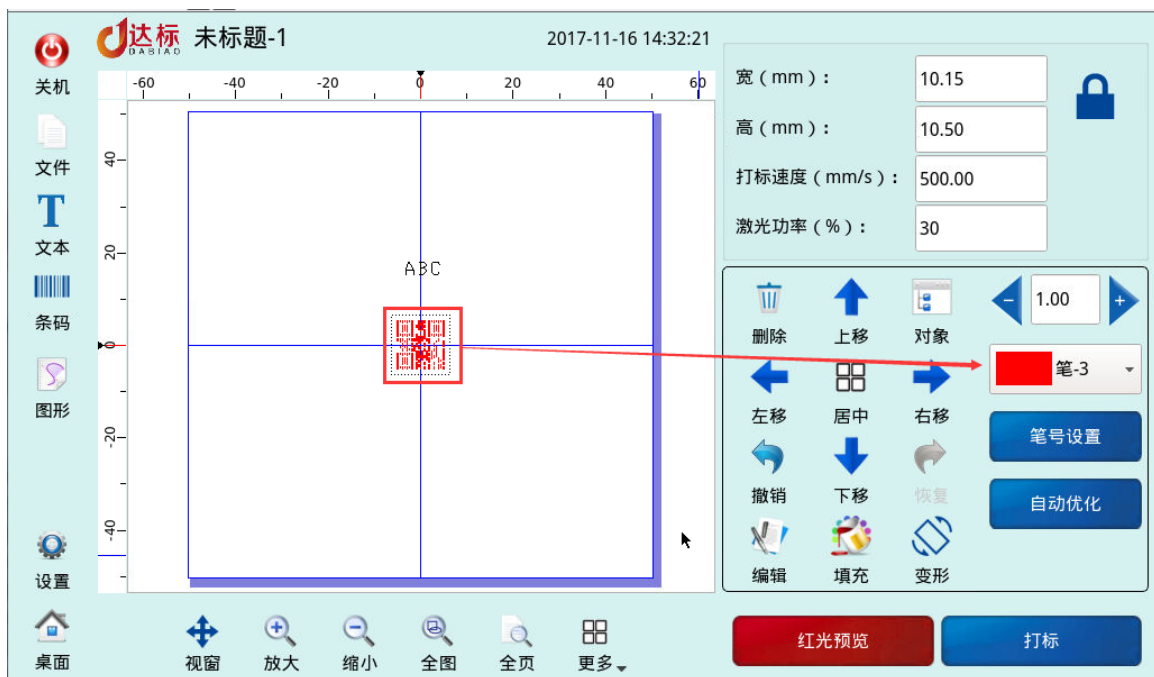 达标
DABIAO
未标题-1
2017-11-16 14:32:21
关机
文件
文本
条码
图形
设置
桌面
-60 -40 -20 0 20 40 60
40
20
0
-20
-40
ABC
宽（mm）：
10.15
高（mm）：
10.50
打标速度（mm/s）：
500.00
激光功率（%）：
30
删除
上移
对象
1.00
左移
居中
右移
笔-3
撤销
下移
恢复
笔号设置
编辑
填充
变形
自动优化
视窗
放大
缩小
全图
全页
更多
红光预览
打标